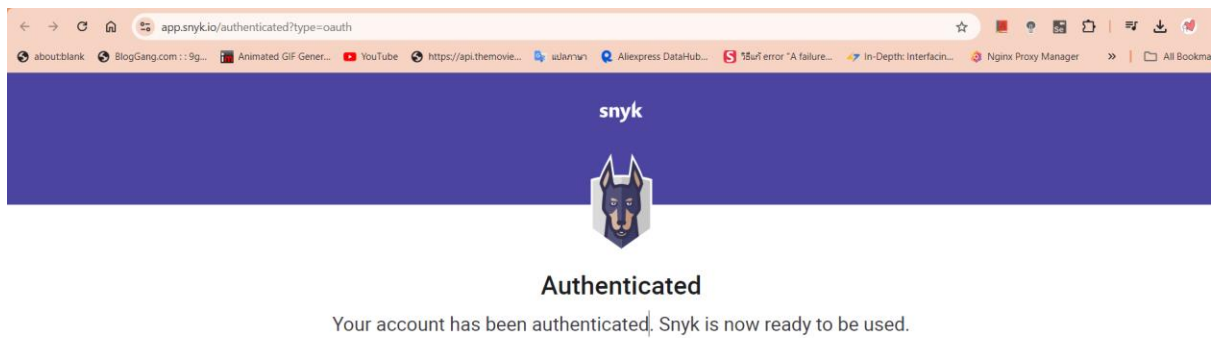 app.snyk.io/authenticated?type=oauth
about:blank BlogGang.com : : 9g... Animated GIF Gener... YouTube https://api.themovie... แปลภาษา Aliexpress DataHub... วิธีแก้ error "A failure... In-Depth: Interfacin... Nginx Proxy Manager » All Bookma
snyk
Authenticated
Your account has been authenticated. Snyk is now ready to be used.